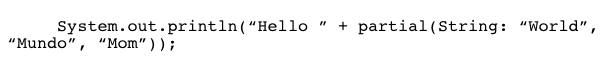 System.out.println(“Hello ” + partial(String: “World”,
“Mundo”, “Mom”));